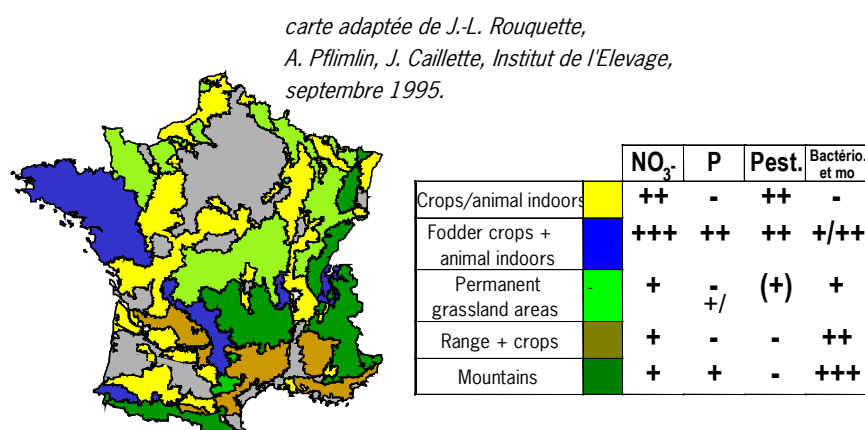 carte adaptée de J.-L. Rouquette,
A. Pflimlin, J. Caillette, Institut de l'Elevage,
septembre 1995.
NO3- P Pest. Bactério. et mo
Crops/animal indoors ++ - ++ -
Fodder crops + animal indoors +++ ++ ++ +/++
Permanent grassland areas - + - +/ (+) +
Range + crops + - - ++
Mountains + + - +++